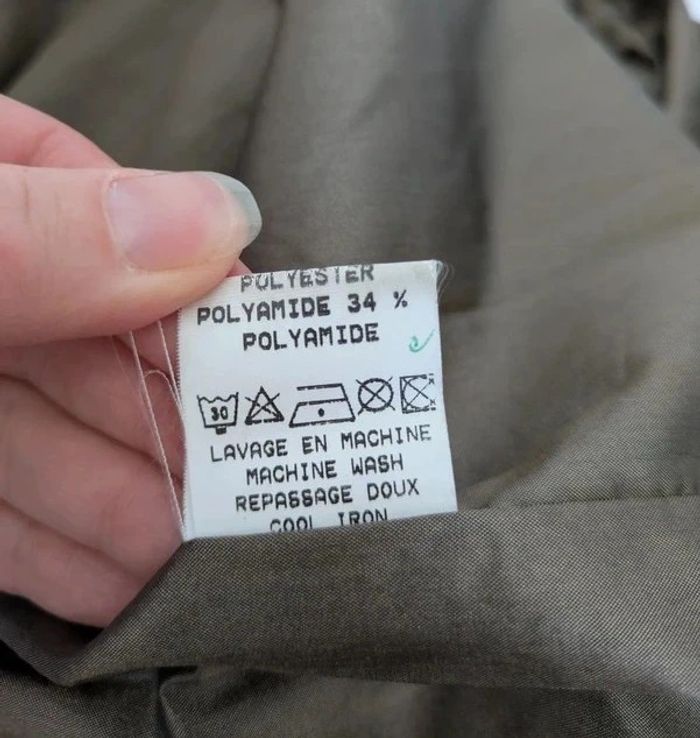 POLYESTER
POLYAMIDE 34 %
POLYAMIDE
30
LAVAGE EN MACHINE
MACHINE WASH
REPASSAGE DOUX
COOL IRON